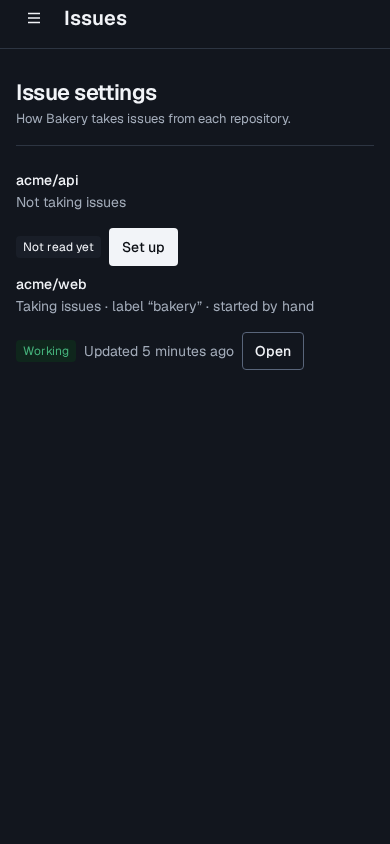 Issues
Issue settings
How Bakery takes issues from each repository.
acme/api
Not taking issues
Not read yet
Set up
acme/web
Taking issues · label “bakery” · started by hand
Working
Updated 5 minutes ago
Open